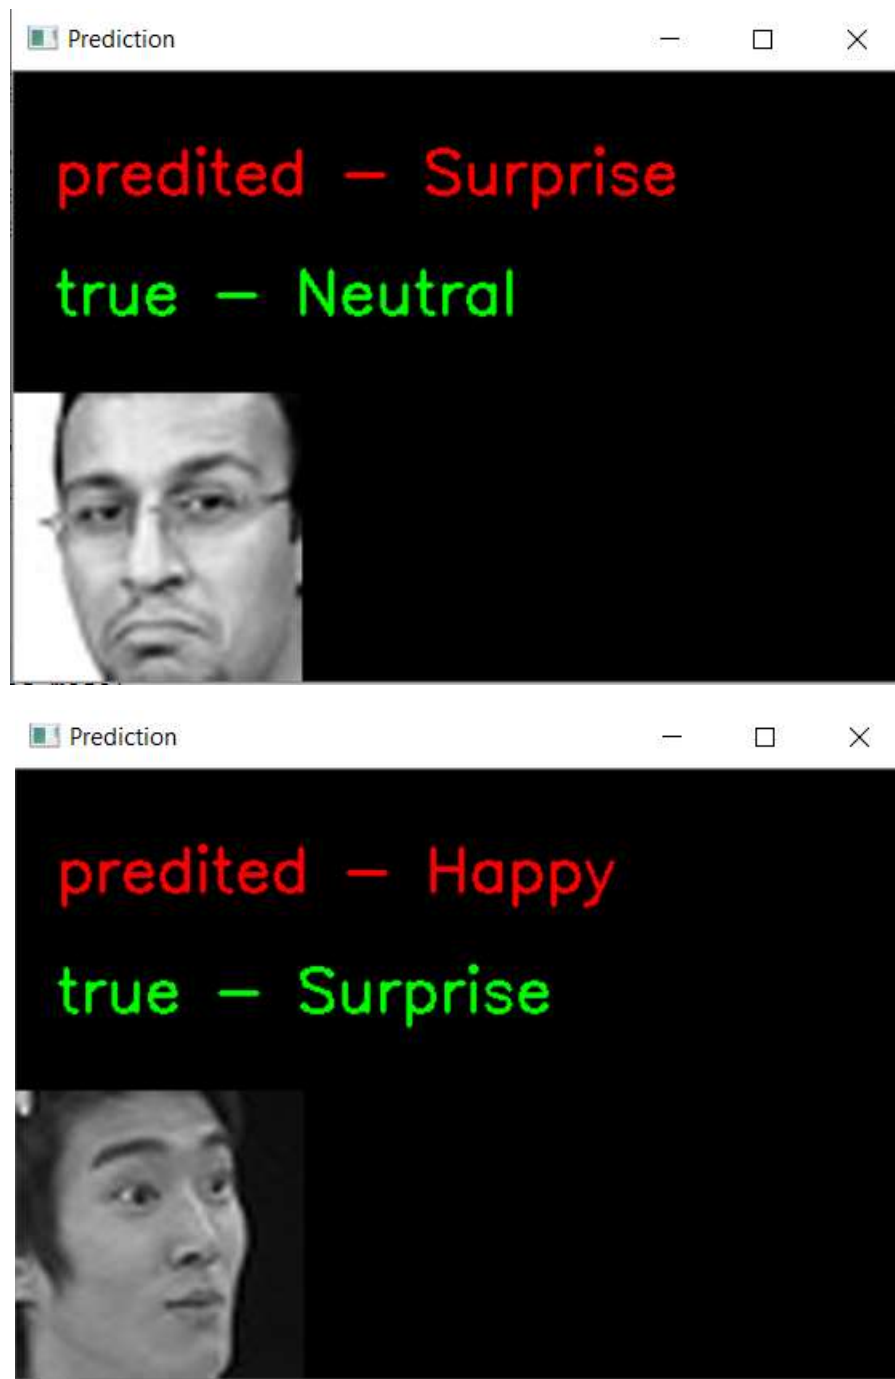 Prediction
predited - Surprise
true - Neutral
Prediction
predited - Happy
true - Surprise